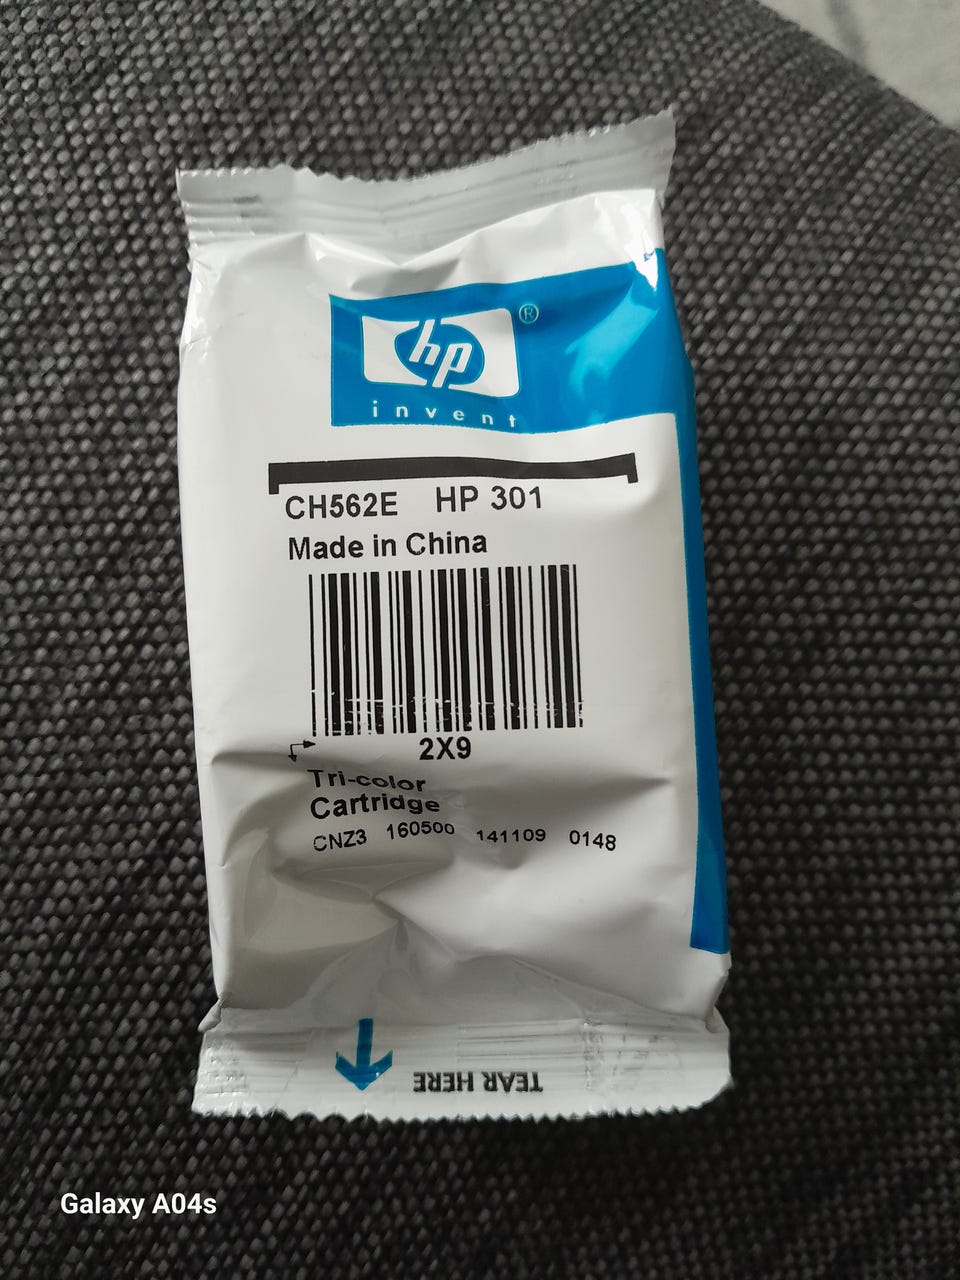 hp ®
invent
CH562E HP 301
Made in China
2X9
Tri-color
Cartridge
CNZ3 160500 141109 0148
TEAR HERE
Galaxy A04s